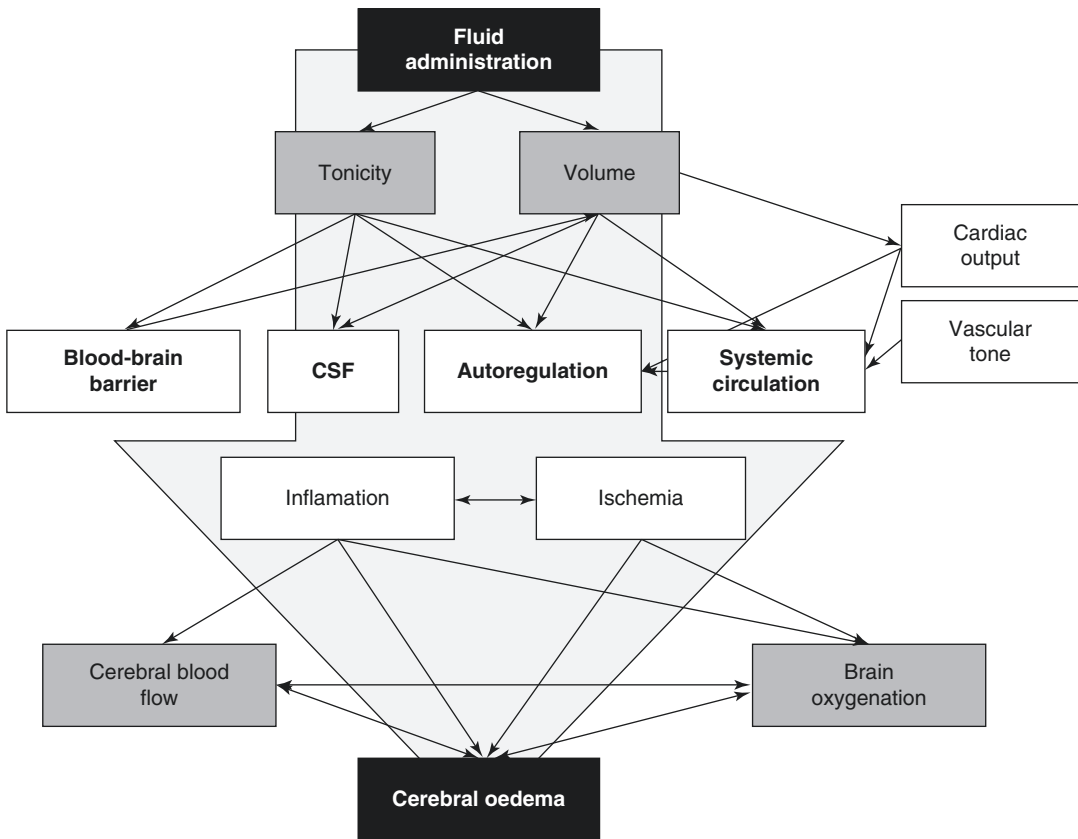 Fluid
administration
Tonicity
Volume
Cardiac
output
Vascular
tone
Blood-brain
barrier
CSF
Autoregulation
Systemic
circulation
Inflamation
Ischemia
Cerebral blood
flow
Brain
oxygenation
Cerebral oedema